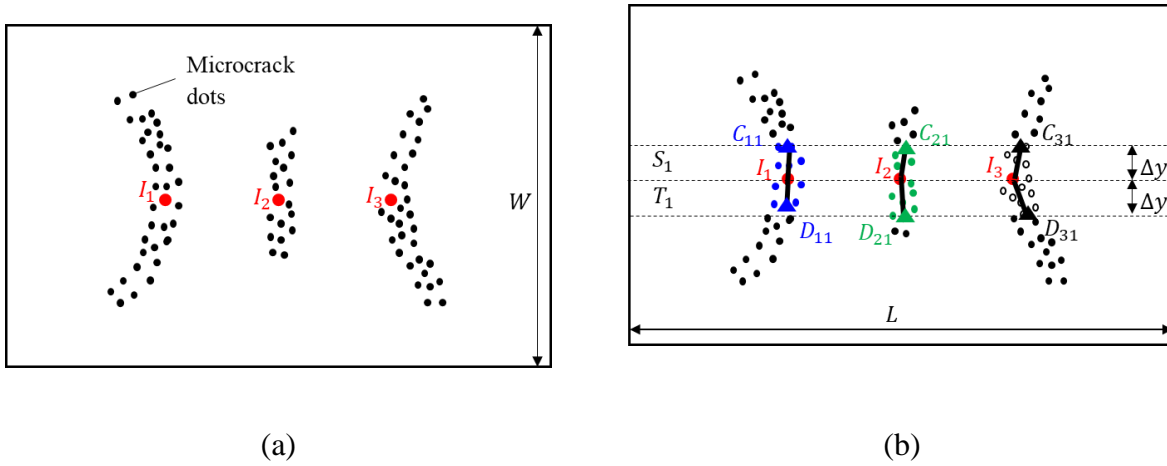 Microcrack
dots
I₁
I₂
I₃
W
C₁₁
C₂₁
C₃₁
S₁
I₁
I₂
I₃
Δy
T₁
Δy
D₁₁
D₂₁
D₃₁
L
(a)
(b)